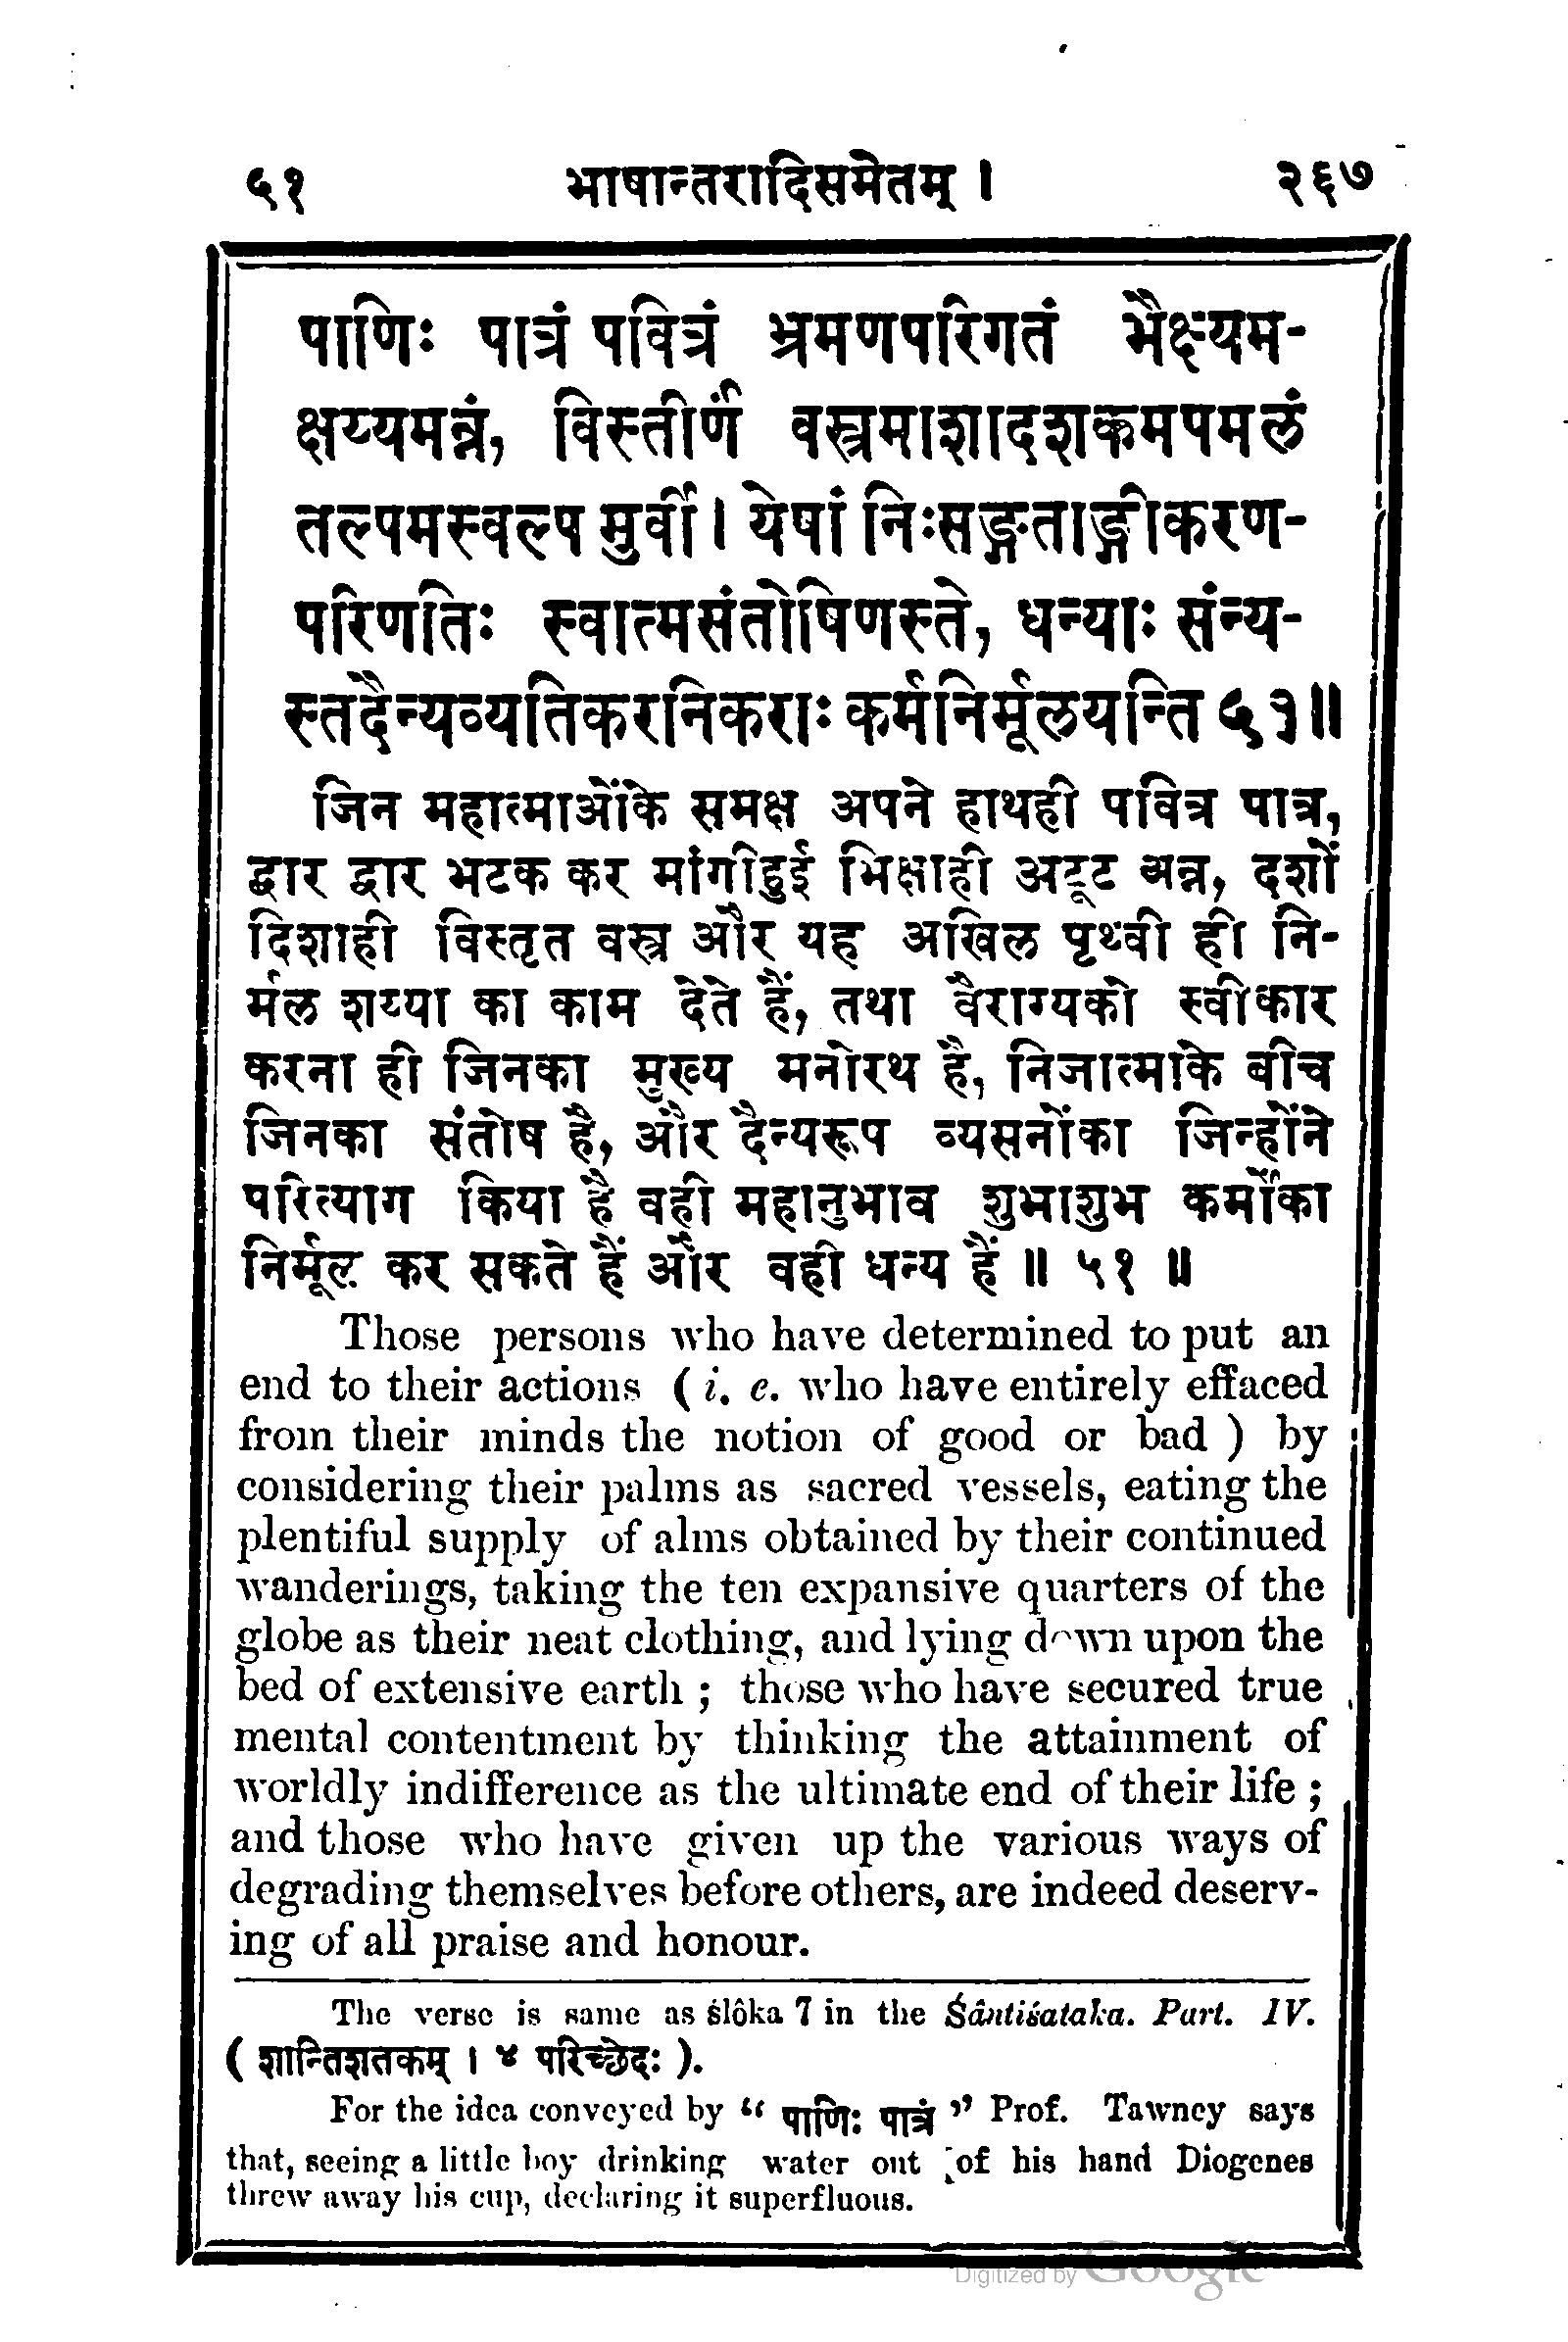 ५१ भाषान्तरादिसमेतम् । २६७
पाणिः पात्रं पवित्रं भ्रमणपरिगतं भैक्ष्यम-
क्षय्यमन्नं, विस्तीर्णं वस्त्रमाशादशकमपमलं
तल्पमस्वल्प मुर्वी । येषां निःसङ्गताङ्गीकरण-
परिणतिः स्वात्मसंतोषिणस्ते, धन्याः संन्य-
स्तदैन्यव्यतिकरनिकराः कर्मनिर्मूलयन्ति ५१॥
जिन महात्माओंके समक्ष अपने हाथही पवित्र पात्र,
द्वार द्वार भटक कर मांगीहुई भिक्षाही अटूट अन्न, दशों
दिशाही विस्तृत वस्त्र और यह अखिल पृथ्वी ही नि-
र्मल शय्या का काम देते हैं, तथा वैराग्यको स्वीकार
करना ही जिनका मुख्य मनोरथ है, निजात्माके बीच
जिनका संतोष है, और दैन्यरूप व्यसनोंका जिन्होंने
परित्याग किया है वही महानुभाव शुभाशुभ कर्मोंका
निर्मूल कर सकते हैं और वही धन्य हैं ॥ ५१ ॥
Those persons who have determined to put an
end to their actions ( i. e. who have entirely effaced
from their minds the notion of good or bad ) by
considering their palms as sacred vessels, eating the
plentiful supply of alms obtained by their continued
wanderings, taking the ten expansive quarters of the
globe as their neat clothing, and lying down upon the
bed of extensive earth ; those who have secured true
mental contentment by thinking the attainment of
worldly indifference as the ultimate end of their life ;
and those who have given up the various ways of
degrading themselves before others, are indeed deserv-
ing of all praise and honour.
The verse is same as ślôka 7 in the Śântiśataka. Part. IV.
( शान्तिशतकम् । ४ परिच्छेदः ).
For the idea conveyed by “ पाणिः पात्रं ” Prof. Tawney says
that, seeing a little boy drinking water out of his hand Diogenes
threw away his cup, declaring it superfluous.
Digitized by Google